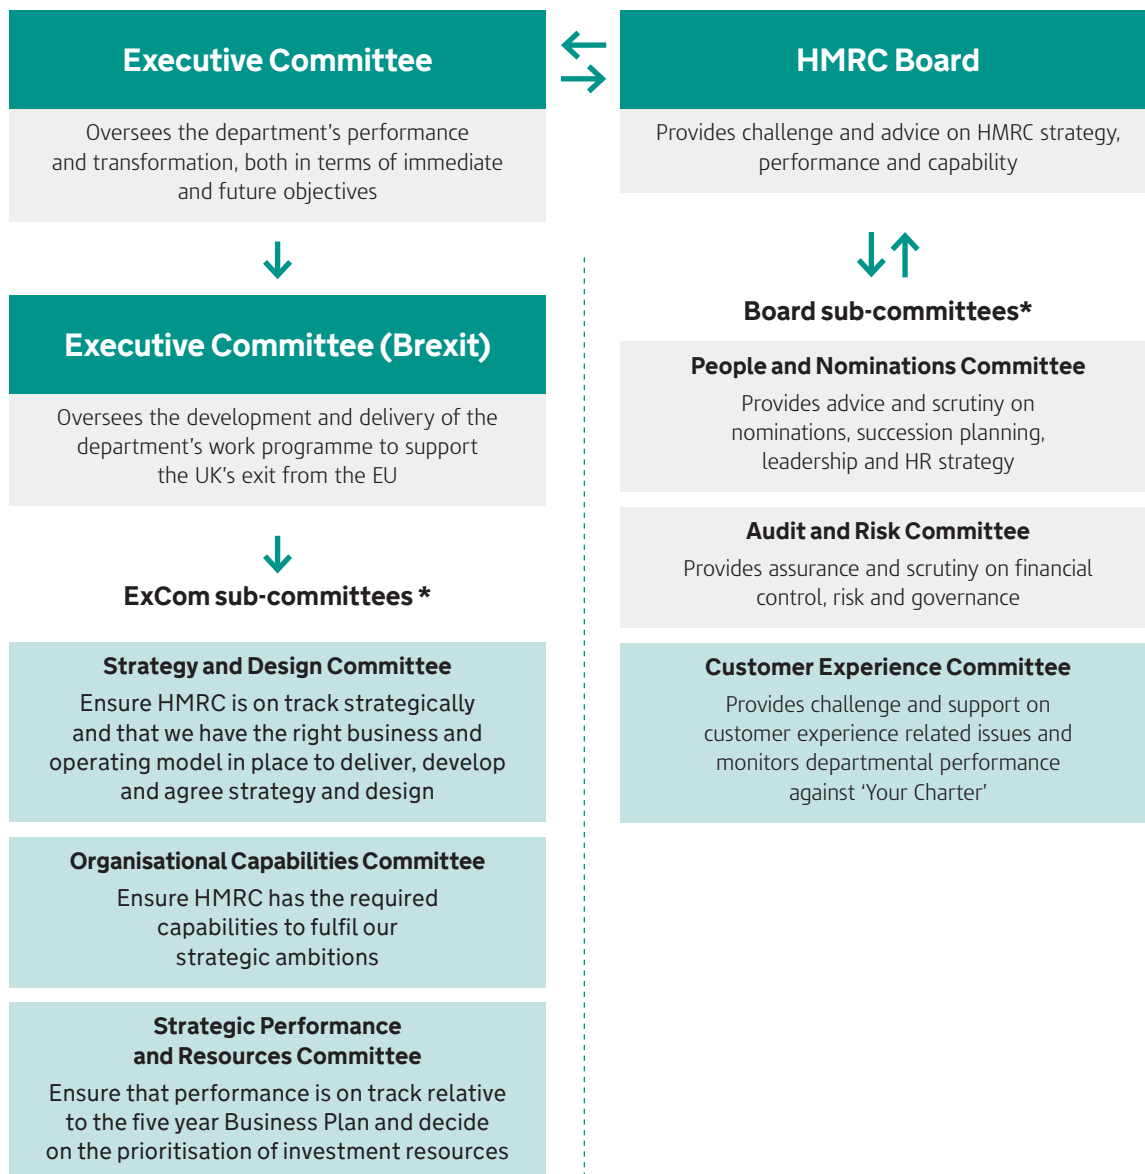 Executive Committee
Oversees the department’s performance
and transformation, both in terms of immediate
and future objectives
Executive Committee (Brexit)
Oversees the development and delivery of the
department’s work programme to support
the UK’s exit from the EU
ExCom sub-committees *
Strategy and Design Committee
Ensure HMRC is on track strategically
and that we have the right business and
operating model in place to deliver, develop
and agree strategy and design
Organisational Capabilities Committee
Ensure HMRC has the required
capabilities to fulfil our
strategic ambitions
Strategic Performance
and Resources Committee
Ensure that performance is on track relative
to the five year Business Plan and decide
on the prioritisation of investment resources
HMRC Board
Provides challenge and advice on HMRC strategy,
performance and capability
Board sub-committees*
People and Nominations Committee
Provides advice and scrutiny on
nominations, succession planning,
leadership and HR strategy
Audit and Risk Committee
Provides assurance and scrutiny on financial
control, risk and governance
Customer Experience Committee
Provides challenge and support on
customer experience related issues and
monitors departmental performance
against ‘Your Charter’